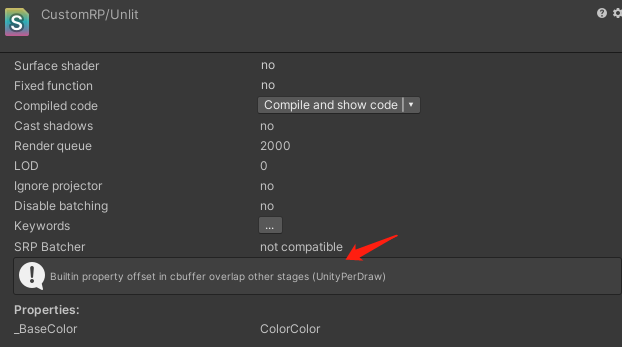 CustomRP/Unlit
Surface shader no
Fixed function no
Compiled code Compile and show code
Cast shadows no
Render queue 2000
LOD 0
Ignore projector no
Disable batching no
Keywords ...
SRP Batcher not compatible
Builtin property offset in cbuffer overlap other stages (UnityPerDraw)
Properties:
_BaseColor ColorColor